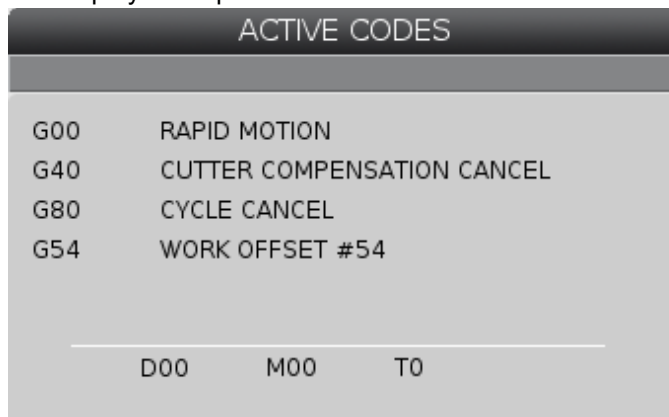 ACTIVE CODES
G00 RAPID MOTION
G40 CUTTER COMPENSATION CANCEL
G80 CYCLE CANCEL
G54 WORK OFFSET #54
D00 M00 T0